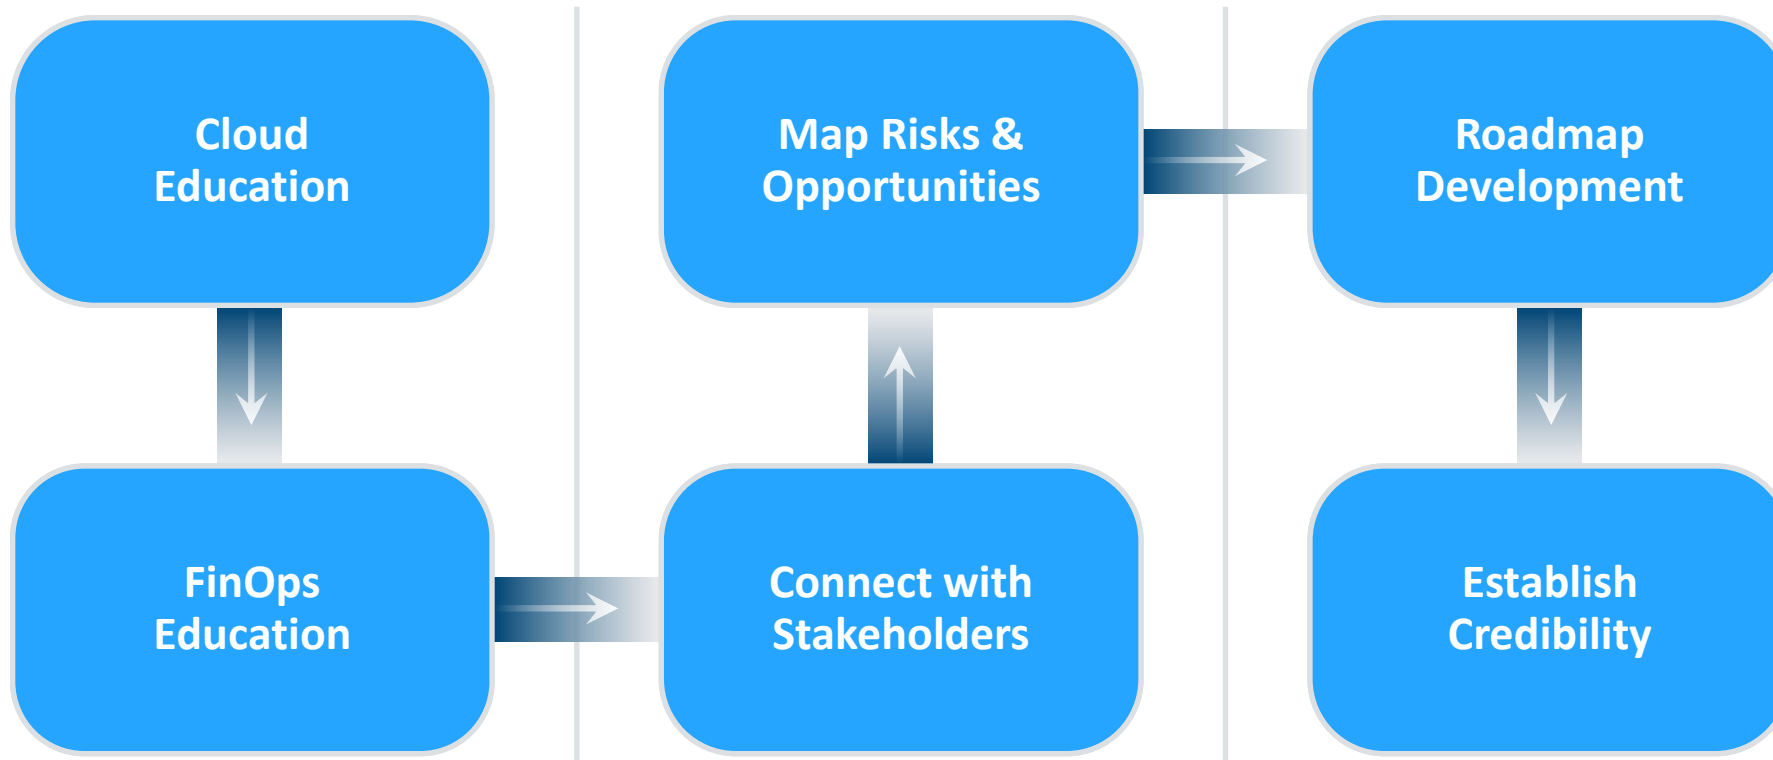 Cloud
Education
FinOps
Education
Connect with
Stakeholders
Map Risks &
Opportunities
Roadmap
Development
Establish
Credibility